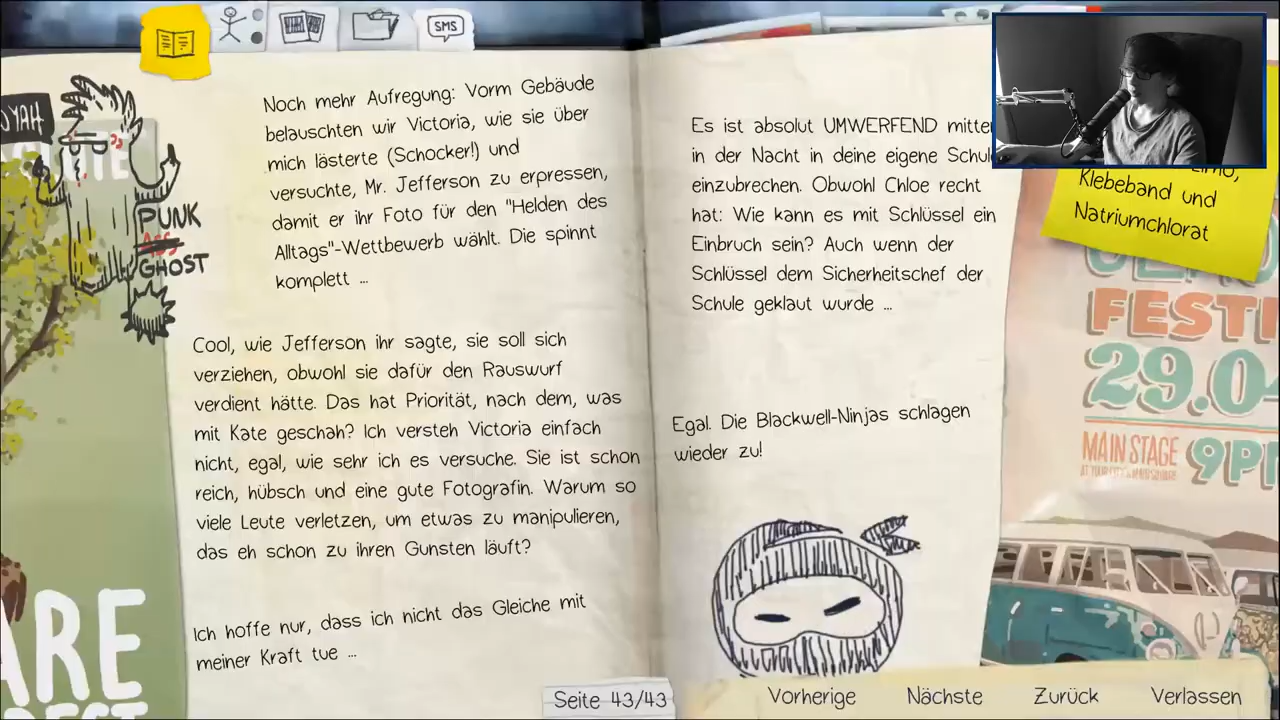 SMS
HAYO
PUNK
ASS
GHOST
Noch mehr Aufregung: Vorm Gebäude
belauschten wir Victoria, wie sie über
mich lästerte (Schocker!) und
versuchte, Mr. Jefferson zu erpressen,
damit er ihr Foto für den "Helden des
Alltags"-Wettbewerb wählt. Die spinnt
komplett ...
Cool, wie Jefferson ihr sagte, sie soll sich
verziehen, obwohl sie dafür den Rauswurf
verdient hätte. Das hat Priorität, nach dem, was
mit Kate geschah? Ich versteh Victoria einfach
nicht, egal, wie sehr ich es versuche. Sie ist schon
reich, hübsch und eine gute Fotografin. Warum so
viele Leute verletzen, um etwas zu manipulieren,
das eh schon zu ihren Gunsten läuft?
Ich hoffe nur, dass ich nicht das Gleiche mit
meiner Kraft tue ...
Es ist absolut UMWERFEND mitten
in der Nacht in deine eigene Schule
einzubrechen. Obwohl Chloe recht
hat: Wie kann es mit Schlüssel ein
Einbruch sein? Auch wenn der
Schlüssel dem Sicherheitschef der
Schule geklaut wurde ...
Egal. Die Blackwell-Ninjas schlagen
wieder zu!
Klebeband und
Natriumchlorat
FESTI
29.0
MAIN STAGE
9P
ARE
Seite 43/43
Vorherige
Nächste
Zurück
Verlassen